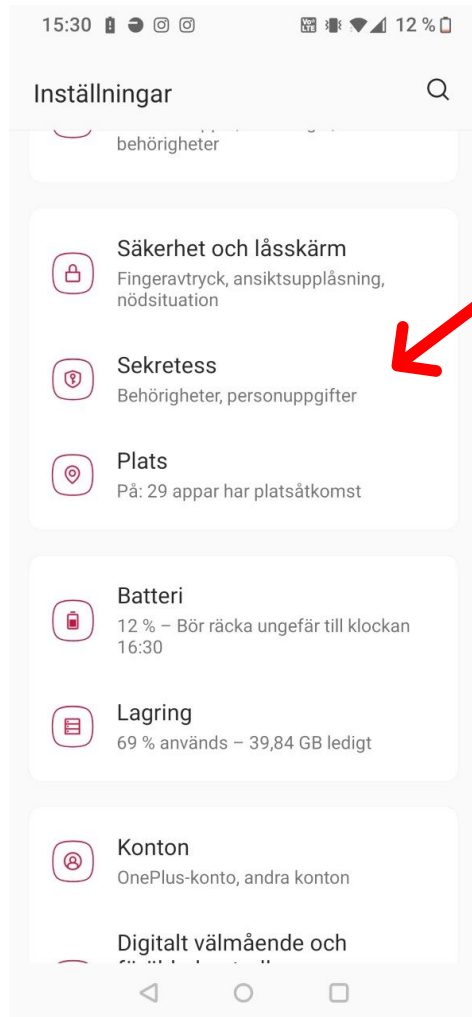 15:30 12 %
Inställningar
behörigheter
Säkerhet och låsskärm
Fingeravtryck, ansiktsupplåsning,
nödsituation
Sekretess
Behörigheter, personuppgifter
Plats
På: 29 appar har platsåtkomst
Batteri
12 % – Bör räcka ungefär till klockan
16:30
Lagring
69 % används – 39,84 GB ledigt
Konton
OnePlus-konto, andra konton
Digitalt välmående och